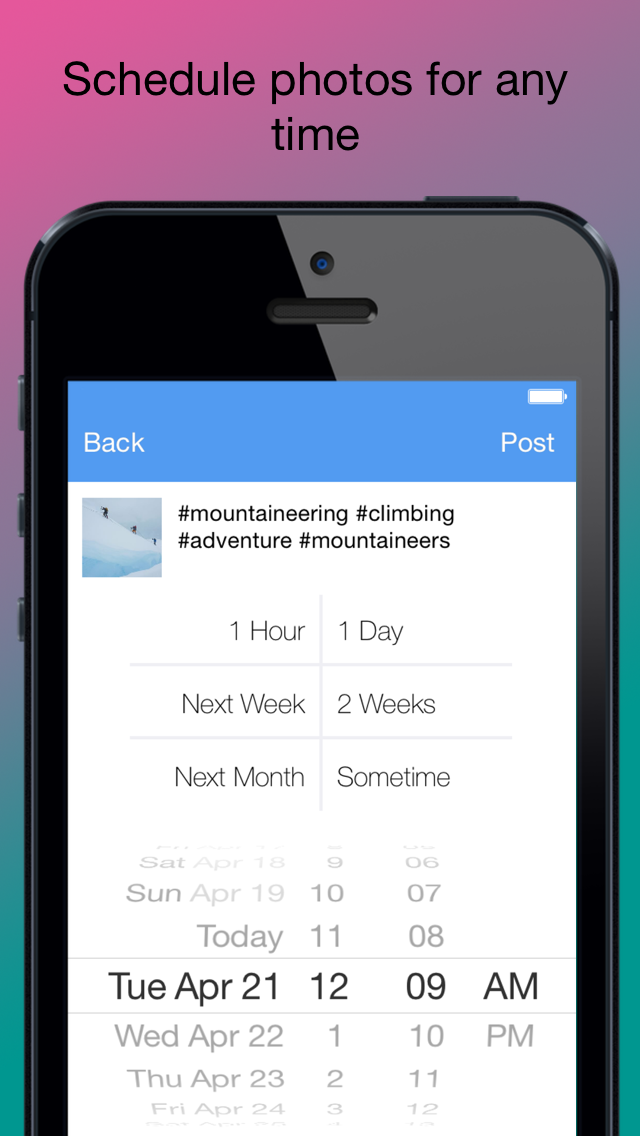 Schedule photos for any
time
Back Post
#mountaineering #climbing
#adventure #mountaineers
1 Hour 1 Day
Next Week 2 Weeks
Next Month Sometime
Sat Apr 18 9 06
Sun Apr 19 10 07
Today 11 08
Tue Apr 21 12 09 AM
Wed Apr 22 1 10 PM
Thu Apr 23 2 11
Fri Apr 24 3 12